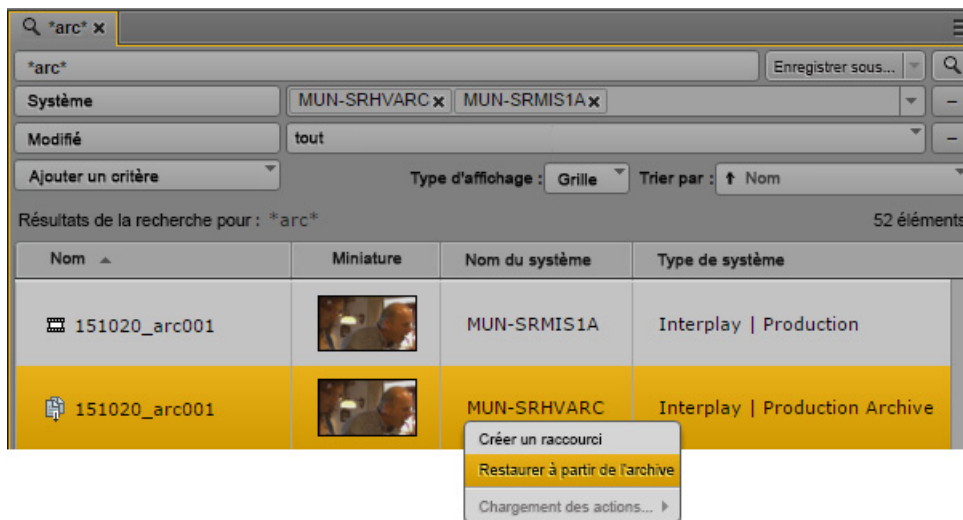 *arc*
*arc* Enregistrer sous...
Système MUN-SRHVARC MUN-SRMIS1A
Modifié tout
Ajouter un critère Type d'affichage : Grille Trier par : Nom
Résultats de la recherche pour : *arc* 52 éléments
Nom Miniature Nom du système Type de système
151020_arc001 MUN-SRMIS1A Interplay | Production
151020_arc001 MUN-SRHVARC Interplay | Production Archive
Créer un raccourci
Restaurer à partir de l'archive
Chargement des actions...